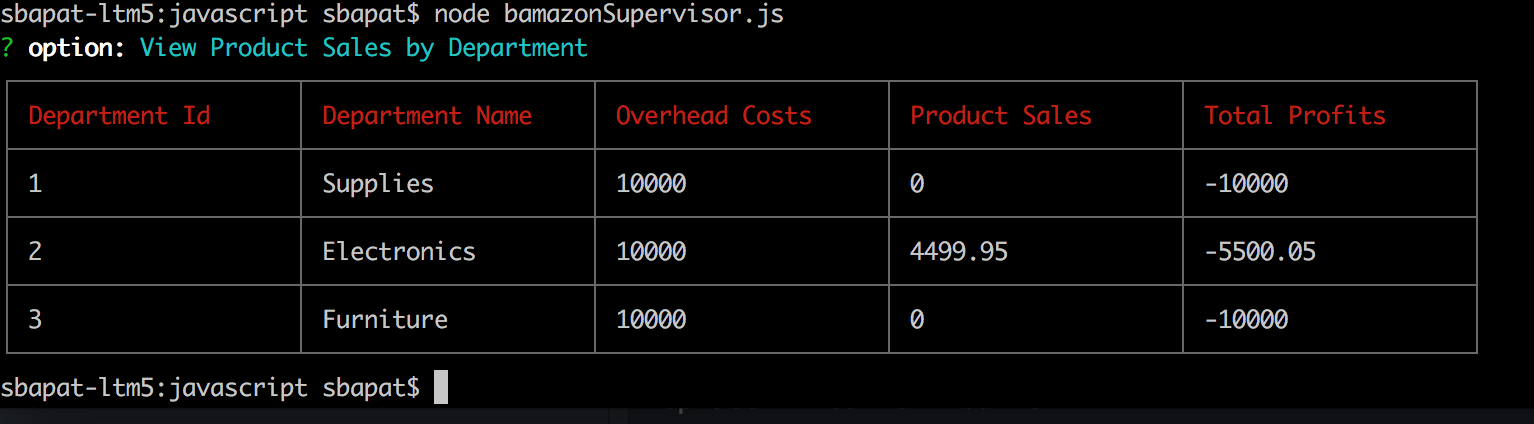 sbapat-ltm5:javascript sbapat$ node bamazonSupervisor.js
? option: View Product Sales by Department
Department Id Department Name Overhead Costs Product Sales Total Profits
1 Supplies 10000 0 -10000
2 Electronics 10000 4499.95 -5500.05
3 Furniture 10000 0 -10000
sbapat-ltm5:javascript sbapat$